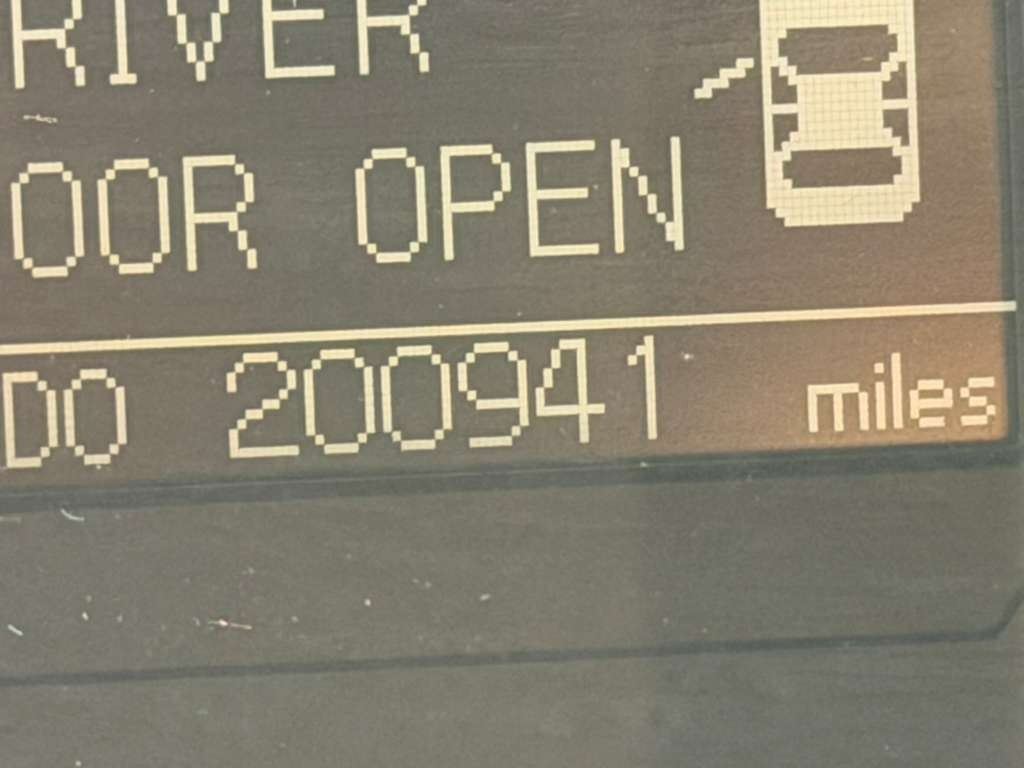 RIVER
OOR OPEN
DO 200941 miles